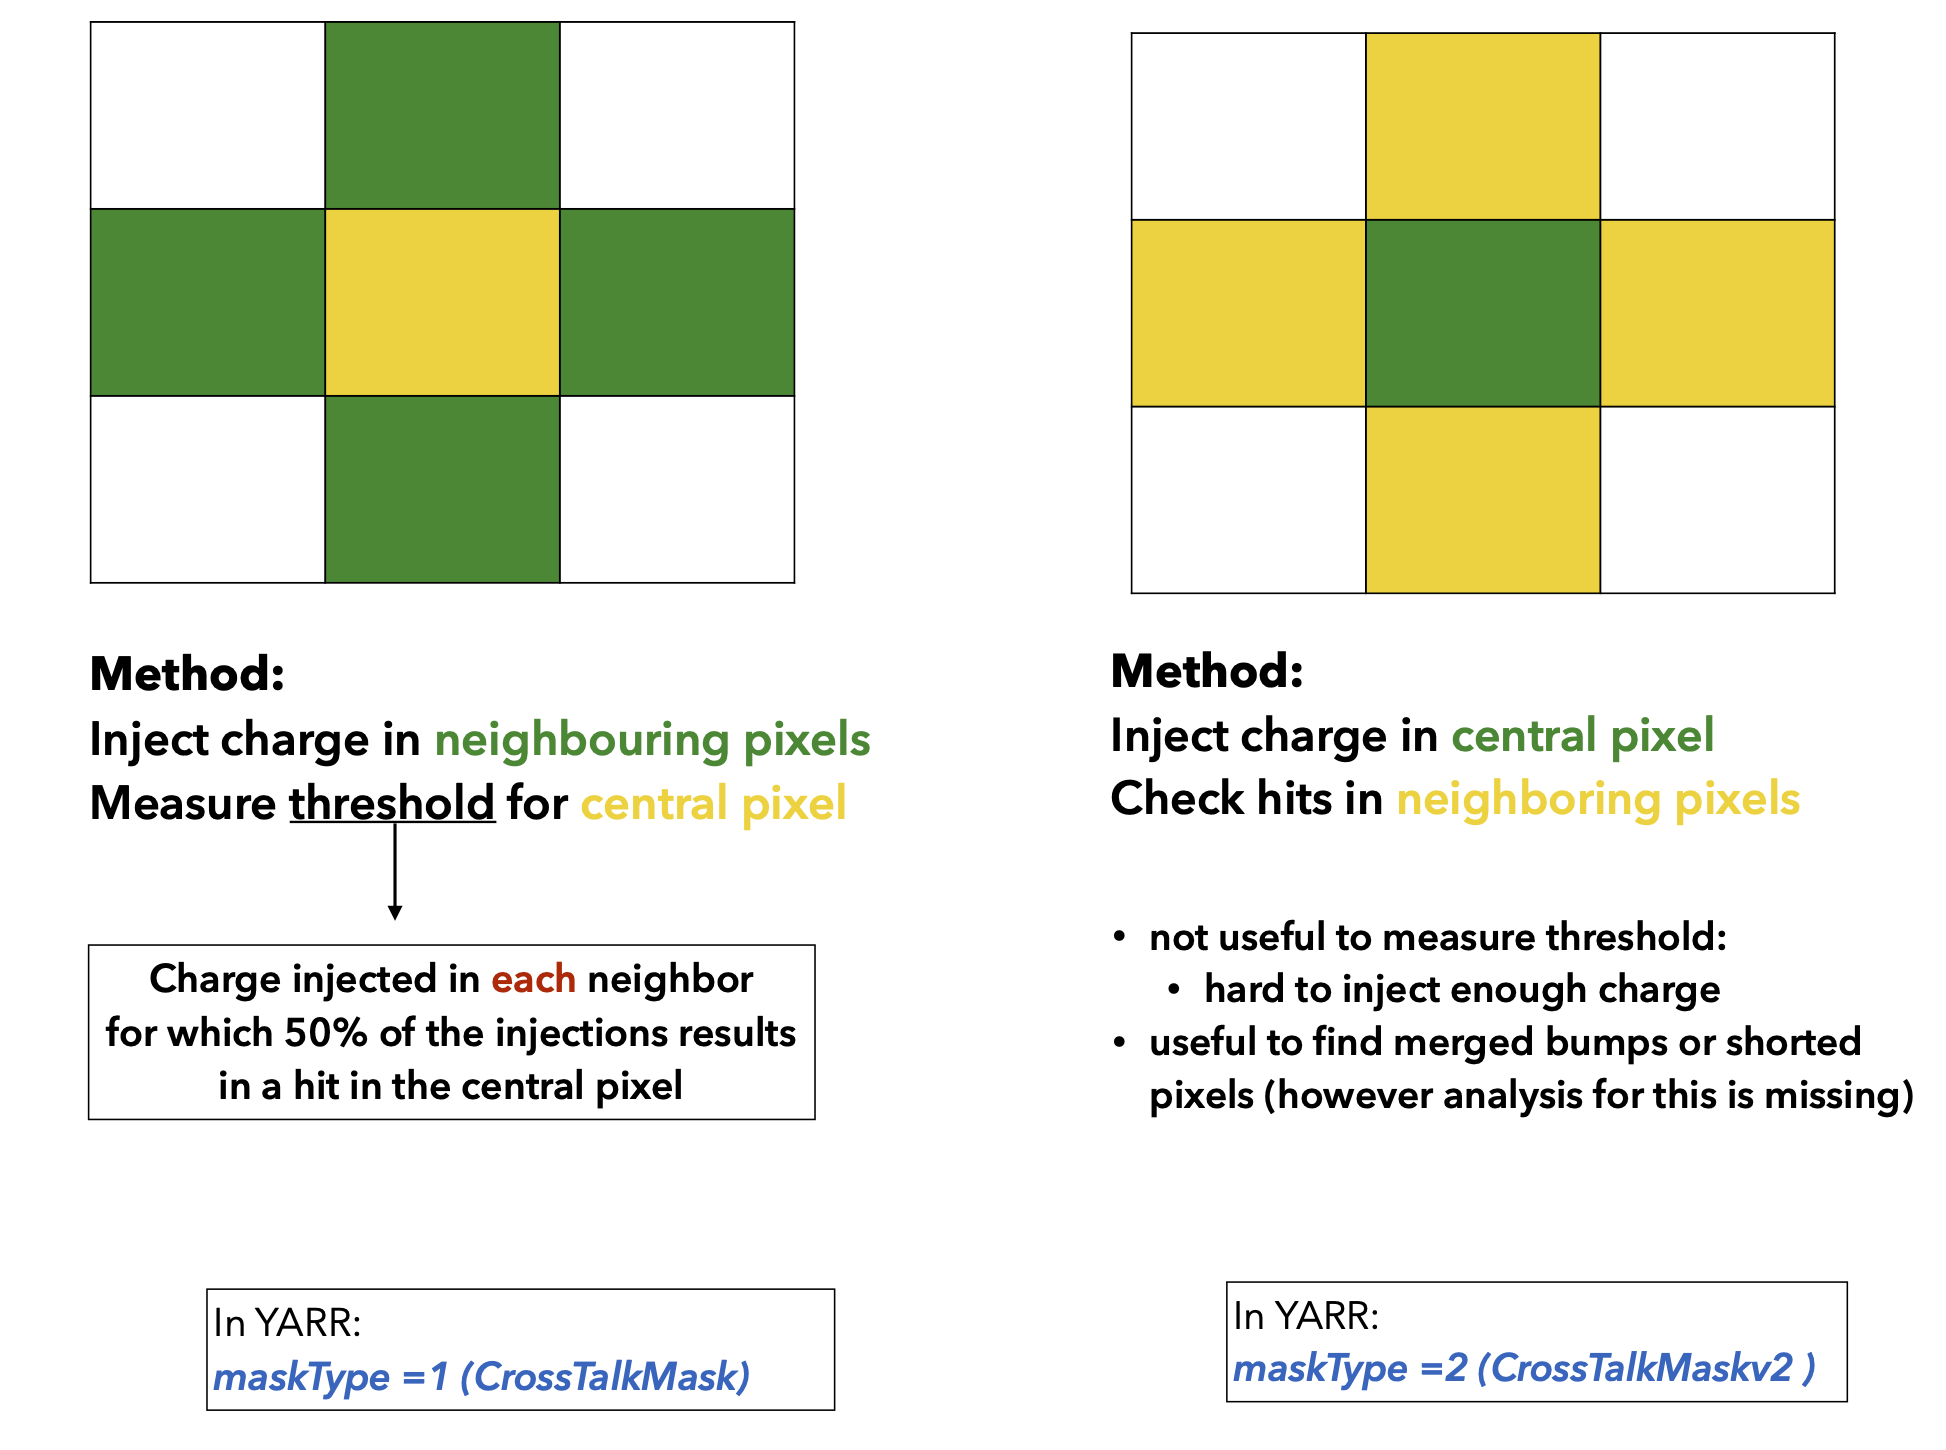 Method:
Inject charge in neighbouring pixels
Measure threshold for central pixel
Charge injected in each neighbor
for which 50% of the injections results
in a hit in the central pixel
In YARR:
maskType =1 (CrossTalkMask)
Method:
Inject charge in central pixel
Check hits in neighboring pixels
• not useful to measure threshold:
• hard to inject enough charge
• useful to find merged bumps or shorted
pixels (however analysis for this is missing)
In YARR:
maskType =2 (CrossTalkMaskv2 )